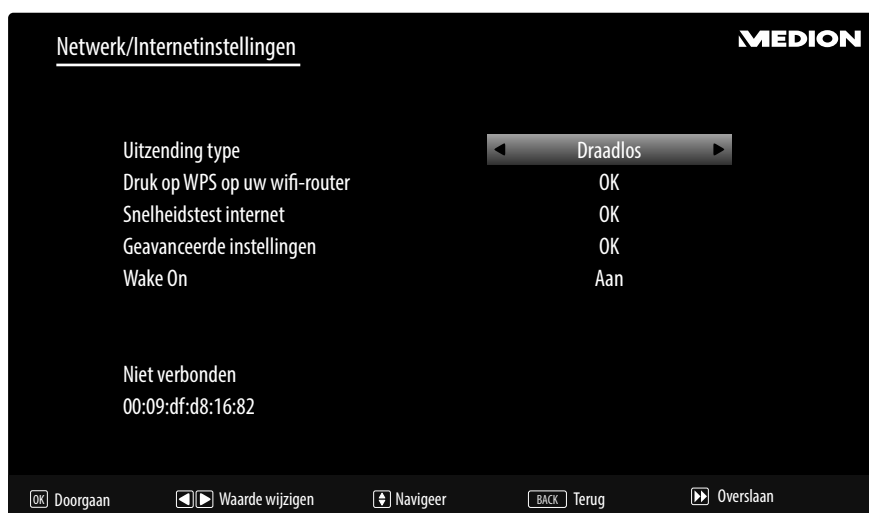 Netwerk/Internetinstellingen
MEDION
Uitzending type Draadlos
Druk op WPS op uw wifi-router OK
Snelheidstest internet OK
Geavanceerde instellingen OK
Wake On Aan
Niet verbonden
00:09:df:d8:16:82
OK Doorgaan Waarde wijzigen Navigeer BACK Terug Overslaan